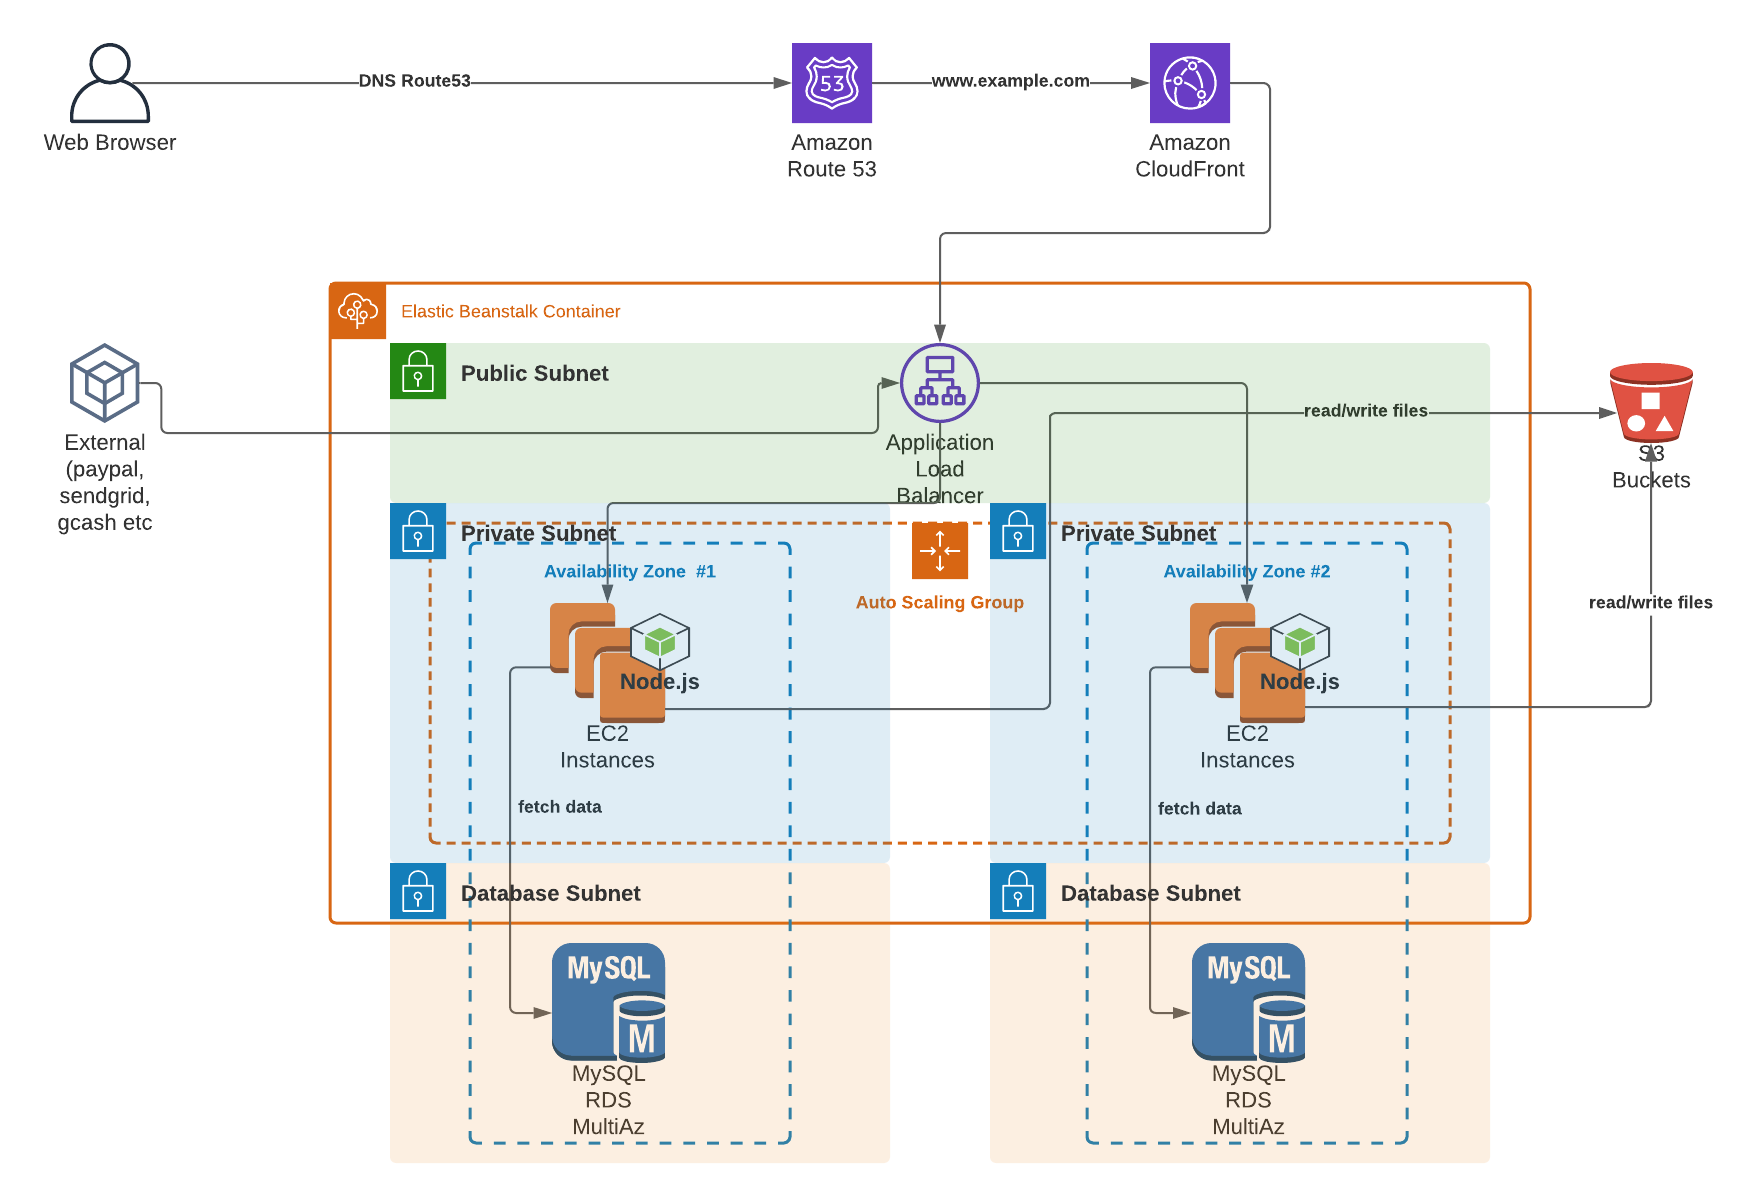 DNS Route53
www.example.com
53
Web Browser
Amazon
Route 53
Amazon
CloudFront
Elastic Beanstalk Container
Public Subnet
read/write files
External
(paypal,
sendgrid,
gcash etc
Application
Load
Balancer
S3
Buckets
Private Subnet
Private Subnet
Availability Zone #1
Availability Zone #2
Auto Scaling Group
read/write files
Node.js
Node.js
EC2
Instances
EC2
Instances
fetch data
fetch data
Database Subnet
Database Subnet
MySQL
M
MySQL
RDS
MultiAz
MySQL
M
MySQL
RDS
MultiAz